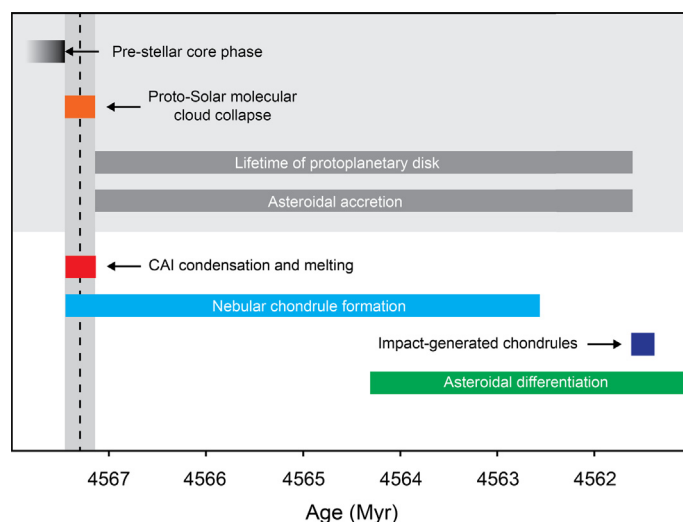 Pre-stellar core phase
Proto-Solar molecular
cloud collapse
Lifetime of protoplanetary disk
Asteroidal accretion
CAI condensation and melting
Nebular chondrule formation
Impact-generated chondrules
Asteroidal differentiation
4567 4566 4565 4564 4563 4562
Age (Myr)